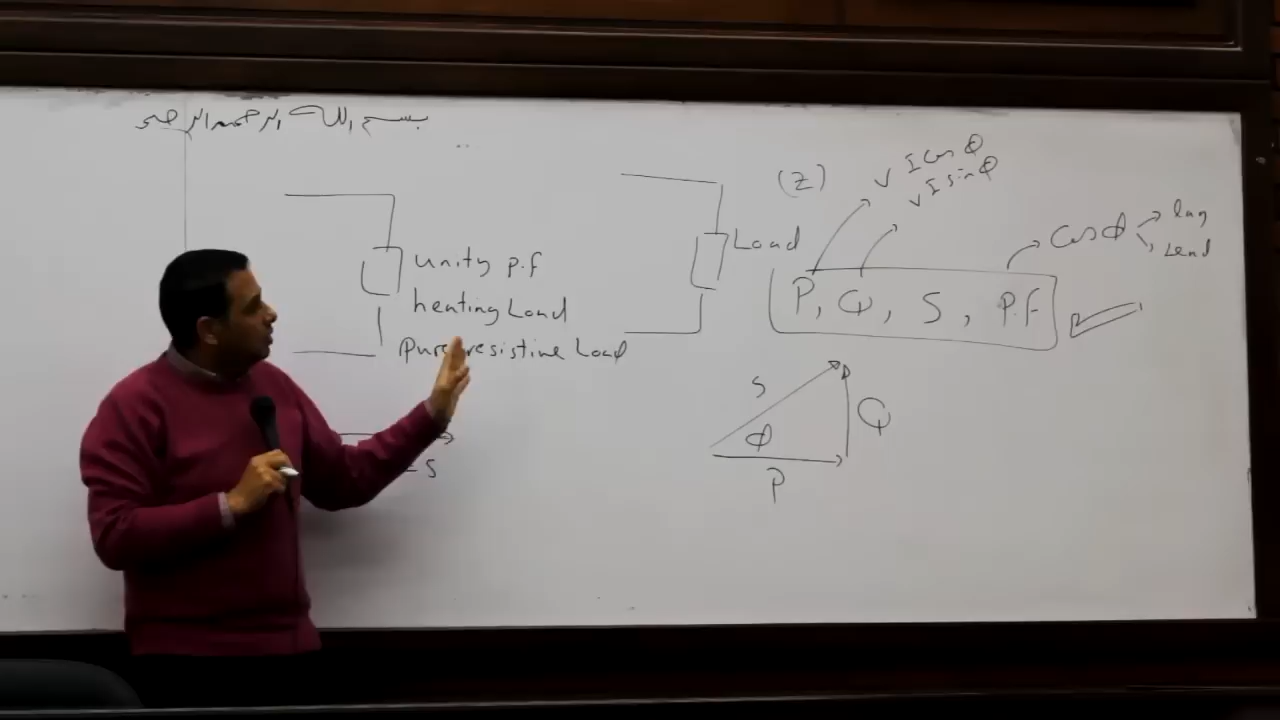 بسم الله الرحمن الرحيم
unity p.f
heating Load
pure resistive Load
= S
Load
(Z)
V I Cos Φ
V I sin Φ
P, Q, S, P.F
Cos Φ
lag
Lead
S
Φ
Q
P